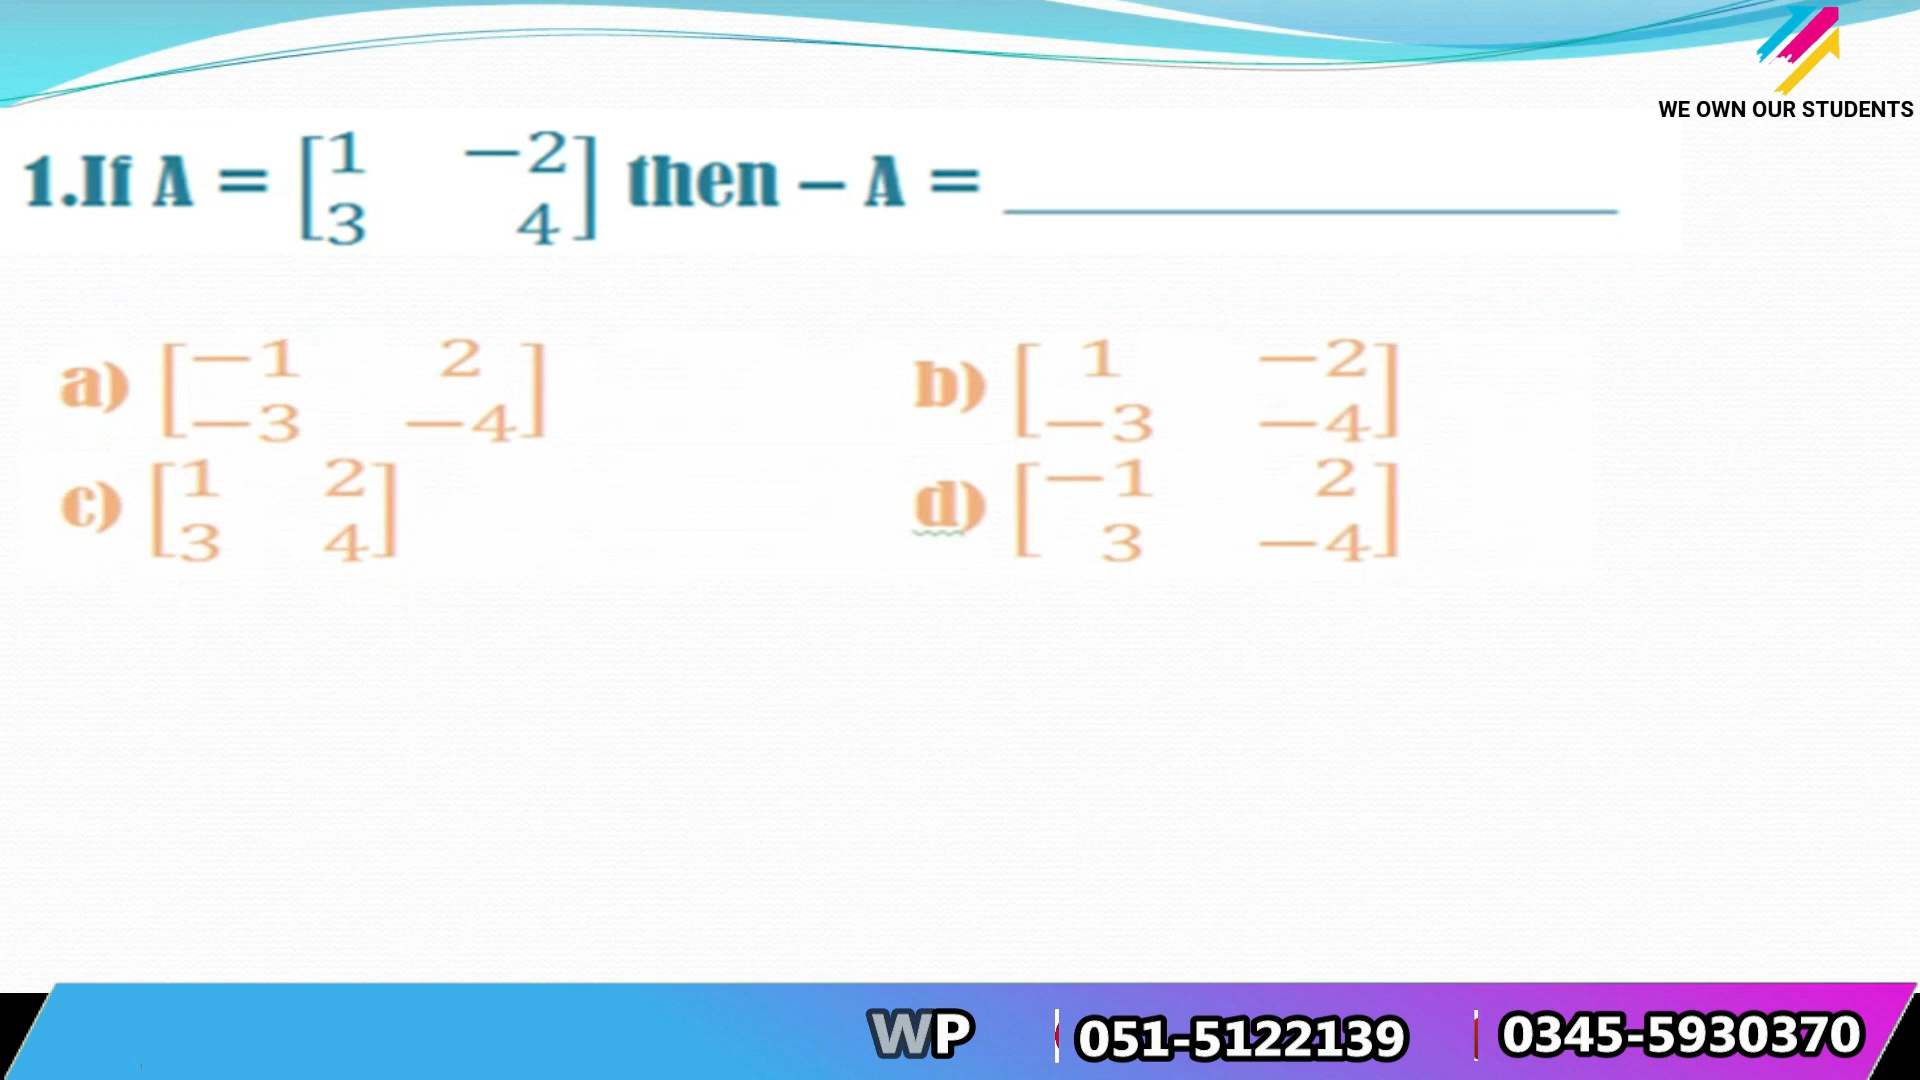 WE OWN OUR STUDENTS
1.If A = [1 −2
3 4] then − A = ____________________
a) [−1 2
−3 −4]
b) [1 −2
−3 −4]
c) [1 2
3 4]
d) [−1 2
3 −4]
WP 051-5122139 0345-5930370